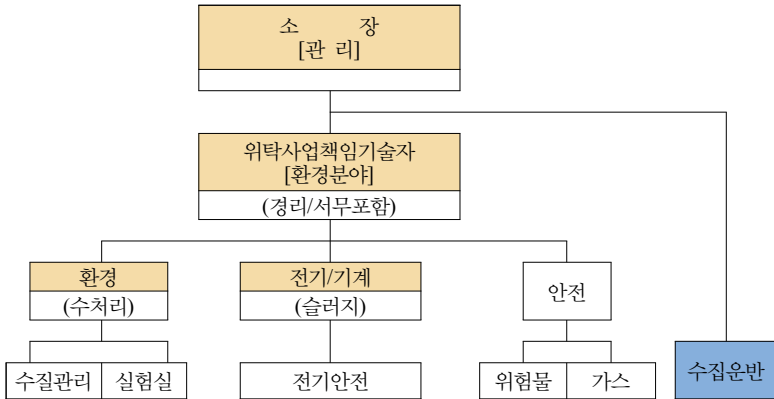 소 장
[관 리]
위탁사업책임기술자
[환경분야]
(경리/서무포함)
환경
(수처리)
전기/기계
(슬러지)
안전
수질관리
실험실
전기안전
위험물
가스
수집운반